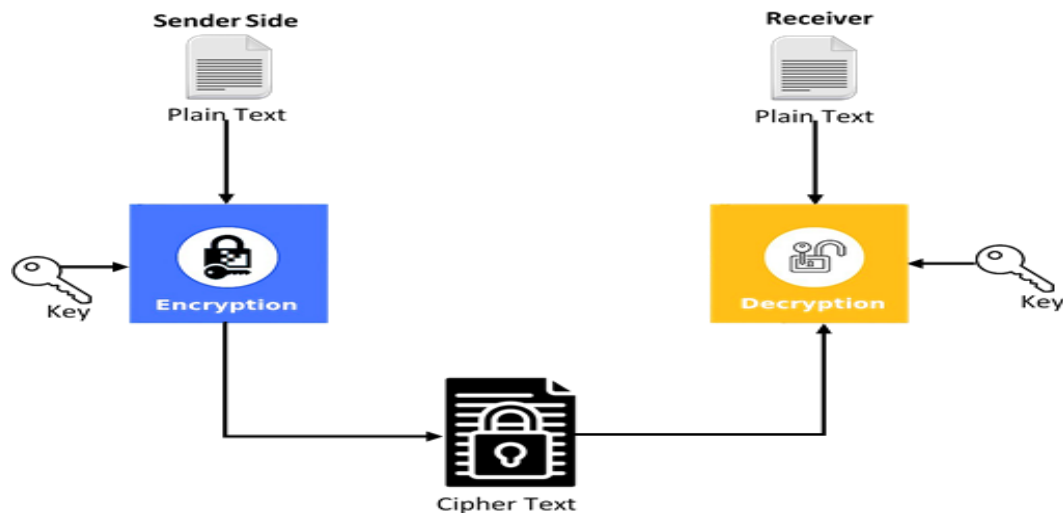 Sender Side
Receiver
Plain Text
Plain Text
Key
Encryption
Decryption
Key
Cipher Text